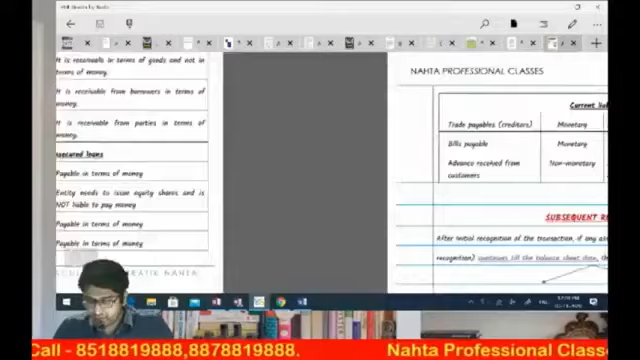 It is receivable in terms of goods and not in
terms of money.
It is receivable from borrowers in terms of
money.
It is receivable from parties in terms of
money.
secured loans
Payable in terms of money
Entity needs to issue equity shares and is
NOT liable to pay money
Payable in terms of money
Payable in terms of money
NAHTA PROFESSIONAL CLASSES
Current
Trade payables (creditors) Monetary
Bills payable Monetary
Advance received from Non-monetary
customers
SUBSEQUENT
After initial recognition of the transaction, if any
recognition) continues till the balance sheet date,
Call - 8518819888,8878819888. Nahta Professional Class